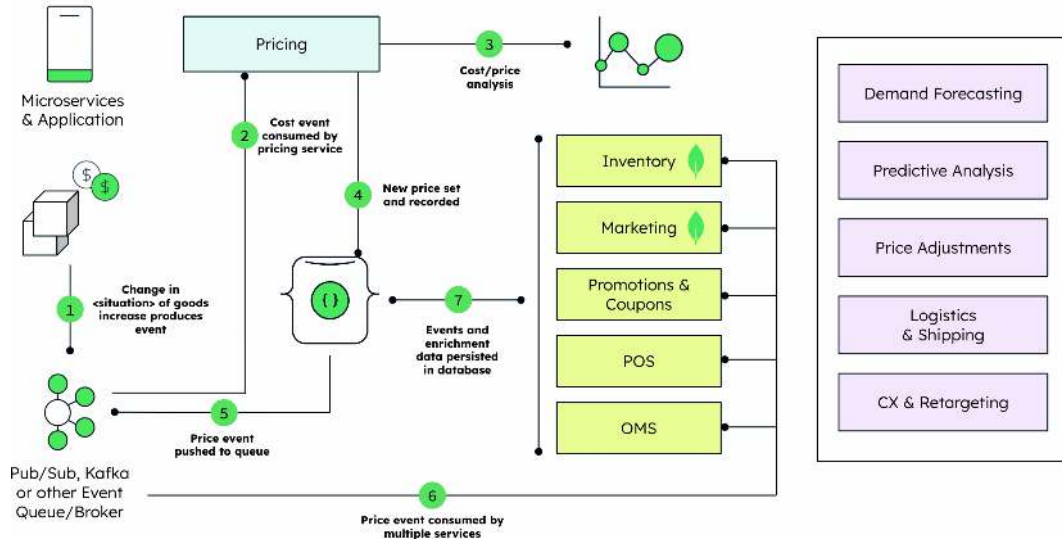 Pricing
3
Cost/price
analysis
Microservices
& Application
2
Cost event
consumed by
pricing service
$
$
4
New price set
and recorded
1
Change in
<situation> of goods
increase produces
event
{ }
7
Events and
enrichment
data persisted
in database
5
Price event
pushed to queue
Pub/Sub, Kafka
or other Event
Queue/Broker
6
Price event consumed by
multiple services
Inventory
Marketing
Promotions &
Coupons
POS
OMS
Demand Forecasting
Predictive Analysis
Price Adjustments
Logistics
& Shipping
CX & Retargeting